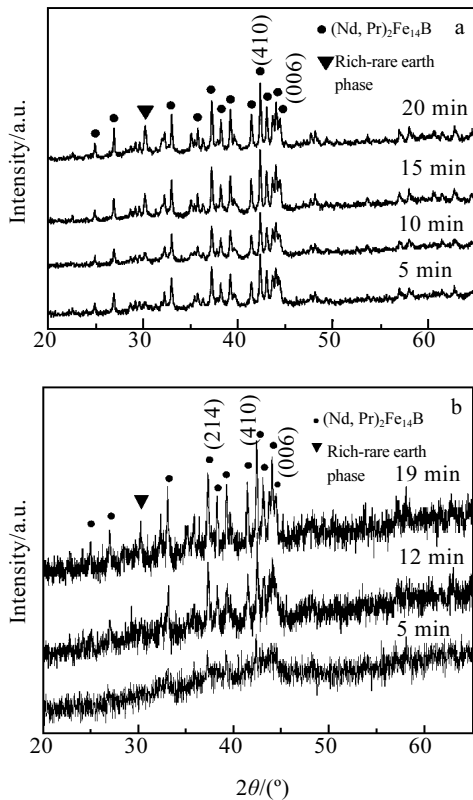 a
● (Nd, Pr)₂Fe₁₄B
▼ Rich-rare earth
phase
(410)
(006)
20 min
15 min
10 min
5 min
Intensity/a.u.
20 30 40 50 60
b
• (Nd, Pr)₂Fe₁₄B
▼ Rich-rare earth
phase
(214)
(410)
(006)
19 min
12 min
5 min
Intensity/a.u.
20 30 40 50 60
2θ/(º)